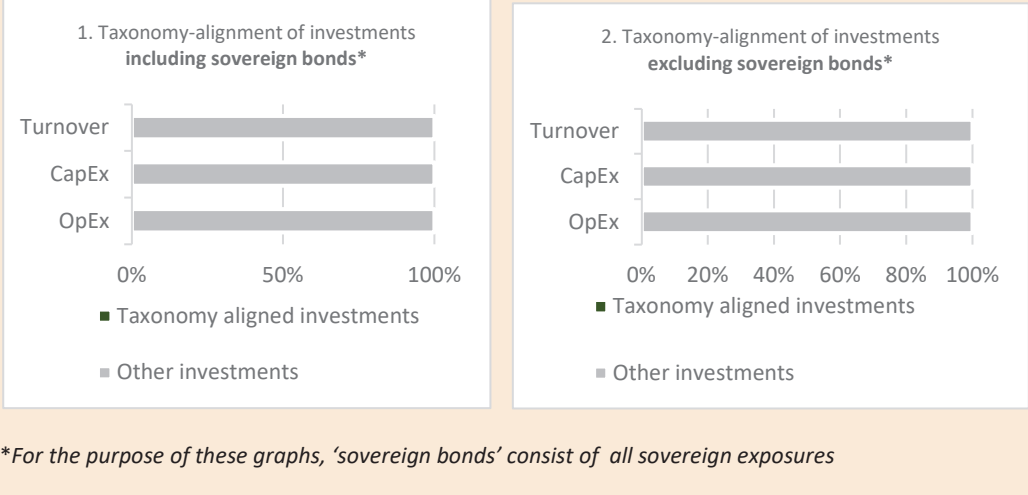 1. Taxonomy-alignment of investments
including sovereign bonds*
Turnover
CapEx
OpEx
0% 50% 100%
Taxonomy aligned investments
Other investments
2. Taxonomy-alignment of investments
excluding sovereign bonds*
Turnover
CapEx
OpEx
0% 20% 40% 60% 80% 100%
Taxonomy aligned investments
Other investments
*For the purpose of these graphs, ‘sovereign bonds’ consist of all sovereign exposures